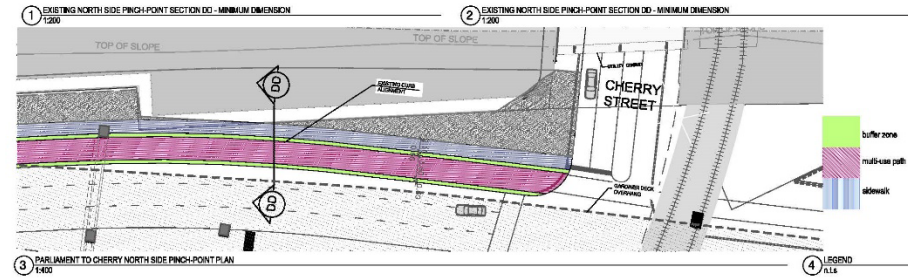 1 EXISTING NORTH SIDE PINCH-POINT SECTION DD - MINIMUM DIMENSION
1:200
2 EXISTING NORTH SIDE PINCH-POINT SECTION DD - MINIMUM DIMENSION
1:200
TOP OF SLOPE
TOP OF SLOPE
DD
EXISTING CURB
ALIGNMENT
CHERRY
STREET
buffer zone
multi-use path
sidewalk
DD
GARDINER DECK
OVERHANG
3 PARLIAMENT TO CHERRY NORTH SIDE PINCH-POINT PLAN
1:400
4 LEGEND
n.t.s